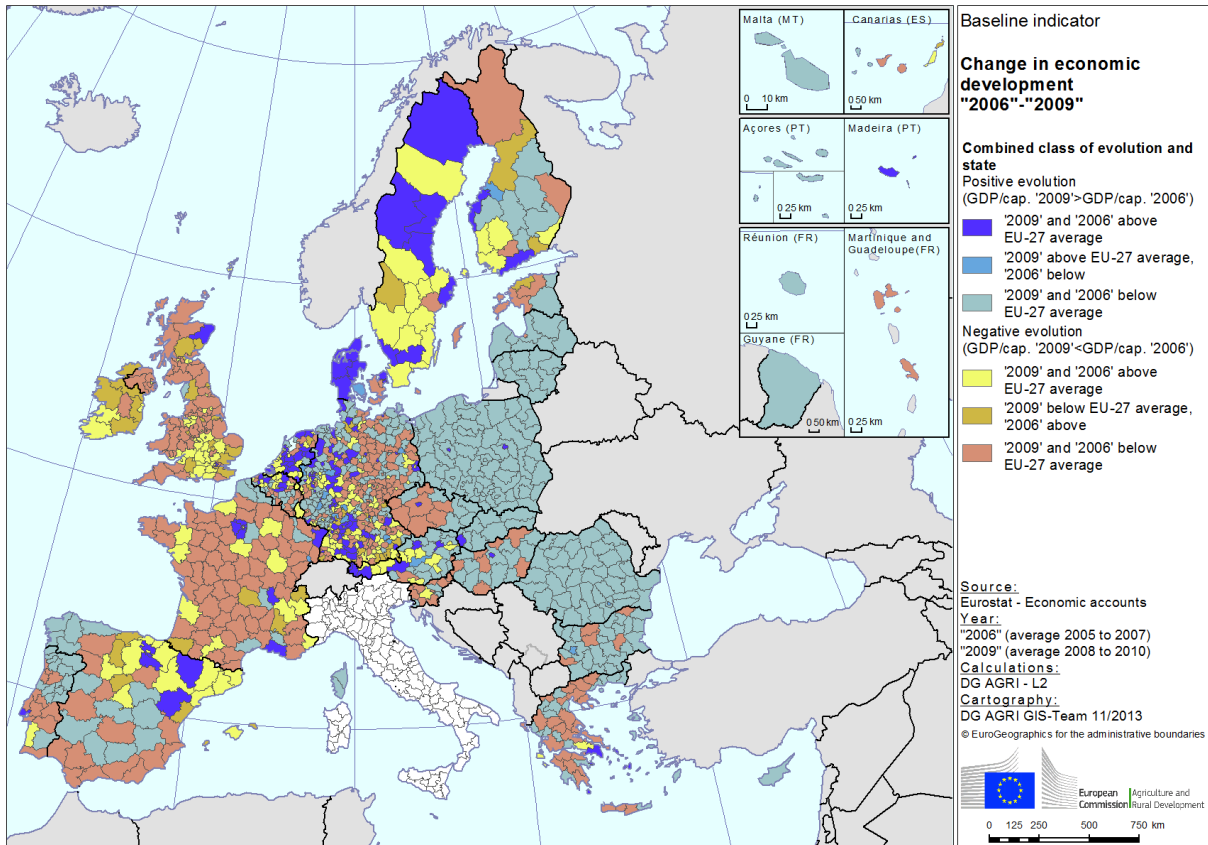 Malta (MT)
0 10 km
Canarias (ES)
0 50 km
Açores (PT)
0 25 km
Madeira (PT)
0 25 km
Réunion (FR)
0 25 km
Martinique and
Guadeloupe(FR)
0 25 km
Guyane (FR)
0 50 km
Baseline indicator
Change in economic
development
"2006"-"2009"
Combined class of evolution and
state
Positive evolution
(GDP/cap. '2009'>GDP/cap. '2006')
'2009' and '2006' above
EU-27 average
'2009' above EU-27 average,
'2006' below
'2009' and '2006' below
EU-27 average
Negative evolution
(GDP/cap. '2009'<GDP/cap. '2006')
'2009' and '2006' above
EU-27 average
'2009' below EU-27 average,
'2006' above
'2009' and '2006' below
EU-27 average
Source:
Eurostat - Economic accounts
Year:
"2006" (average 2005 to 2007)
"2009" (average 2008 to 2010)
Calculations:
DG AGRI - L2
Cartography:
DG AGRI GIS-Team 11/2013
© EuroGeographics for the administrative boundaries
European
Commission
Agriculture and
Rural Development
0 125 250 500 750 km